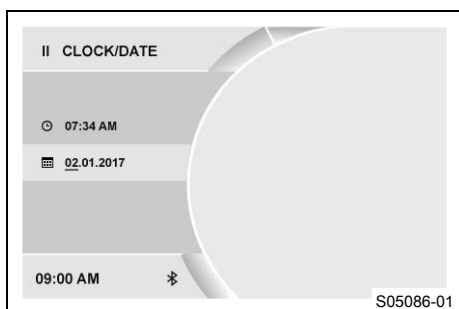 II CLOCK/DATE
07:34 AM
02.01.2017
09:00 AM
S05086-01